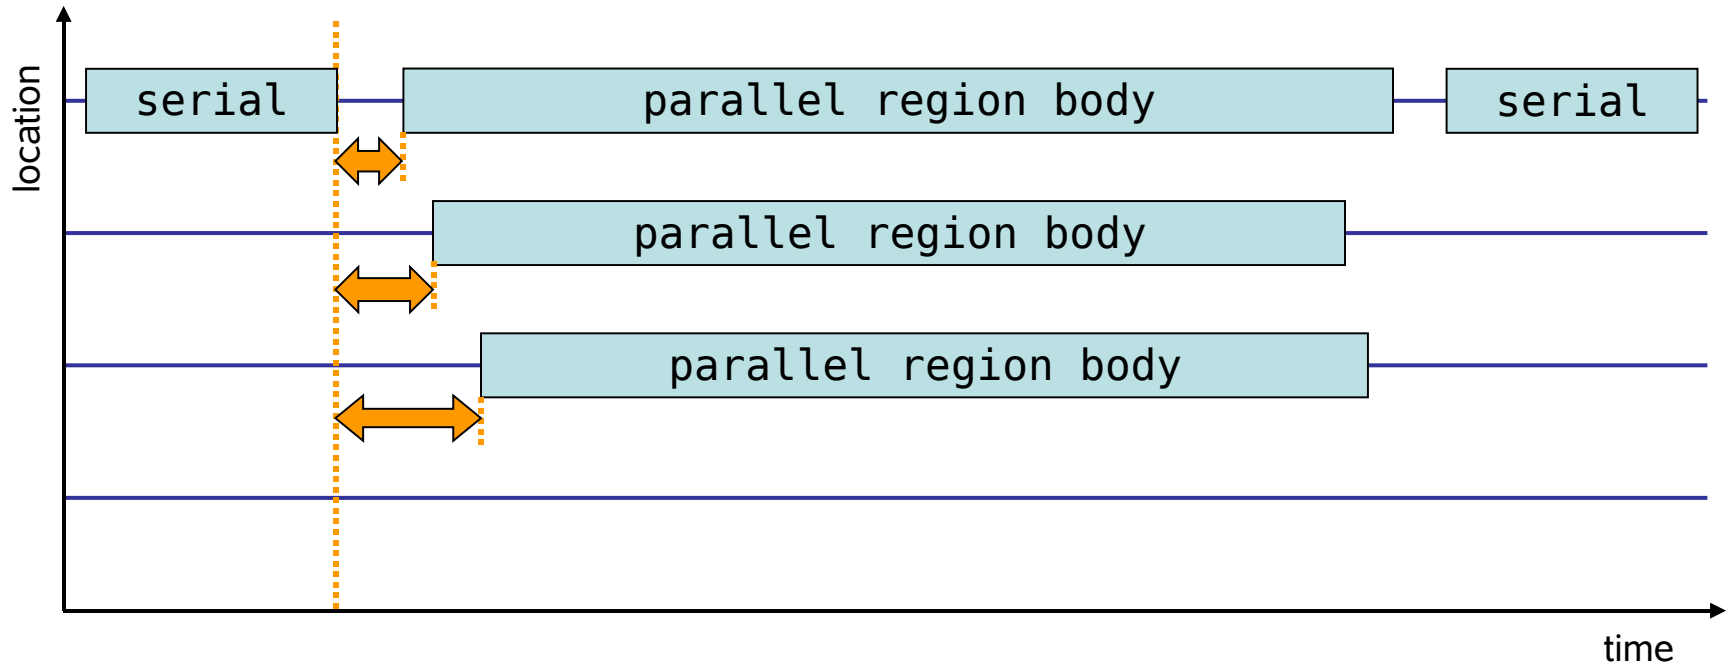 location
serial
parallel region body
serial
parallel region body
parallel region body
time